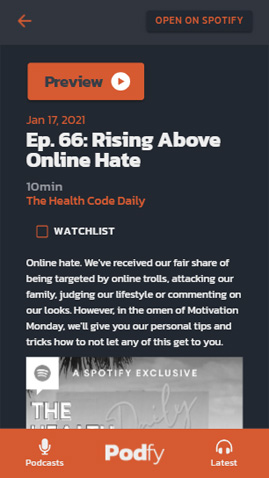 OPEN ON SPOTIFY
Preview
Jan 17, 2021
Ep. 66: Rising Above
Online Hate
10min
The Health Code Daily
WATCHLIST
Online hate. We've received our fair share of
being targeted by online trolls, attacking our
family, judging our lifestyle or commenting on
our looks. However, in the omen of Motivation
Monday, we'll give you our personal tips and
tricks how to not let any of this get to you.
A SPOTIFY EXCLUSIVE
THE
Daily
Podcasts
Podfy
Latest